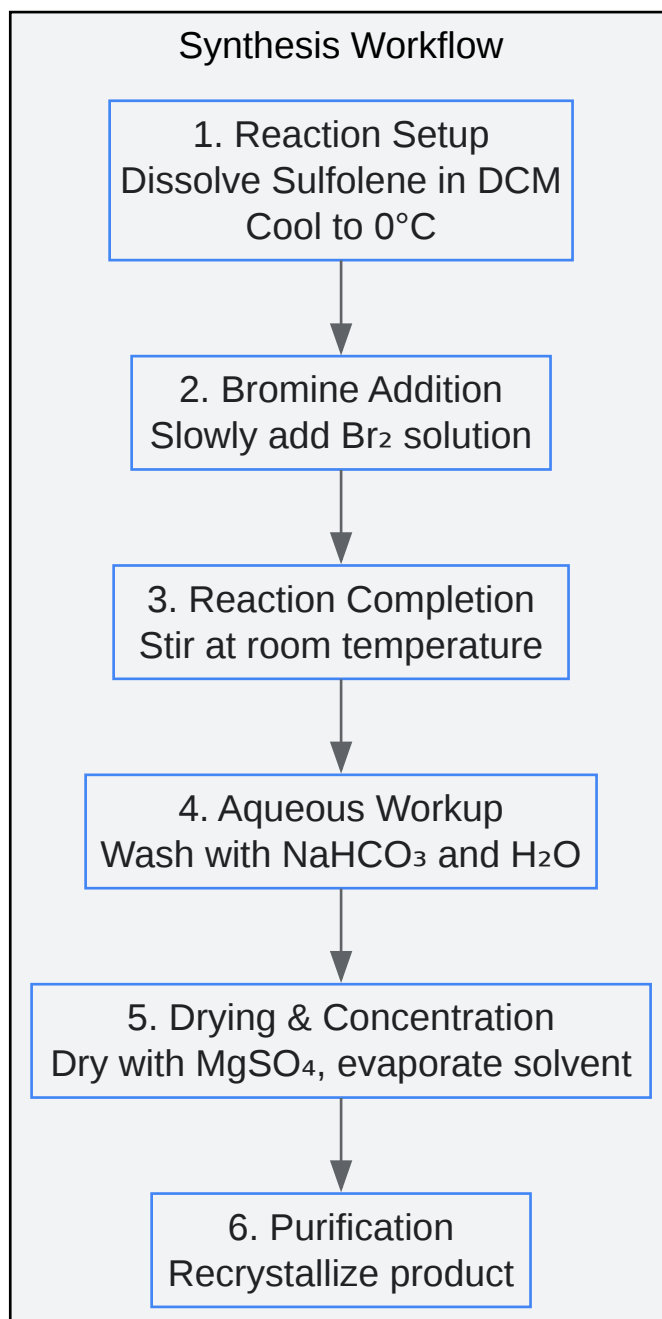 Synthesis Workflow
1. Reaction Setup
Dissolve Sulfolene in DCM
Cool to 0°C
2. Bromine Addition
Slowly add Br₂ solution
3. Reaction Completion
Stir at room temperature
4. Aqueous Workup
Wash with NaHCO₃ and H₂O
5. Drying & Concentration
Dry with MgSO₄, evaporate solvent
6. Purification
Recrystallize product